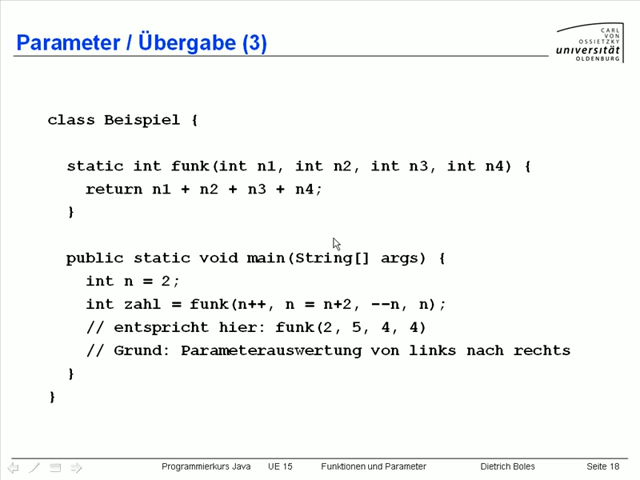 Parameter / Übergabe (3)
CARL
VON
OSSIETZKY
universität
OLDENBURG
class Beispiel {
static int funk(int n1, int n2, int n3, int n4) {
return n1 + n2 + n3 + n4;
}
public static void main(String[] args) {
int n = 2;
int zahl = funk(n++, n = n+2, --n, n);
// entspricht hier: funk(2, 5, 4, 4)
// Grund: Parameterauswertung von links nach rechts
}
}
Programmierkurs Java UE 15 Funktionen und Parameter Dietrich Boles Seite 18